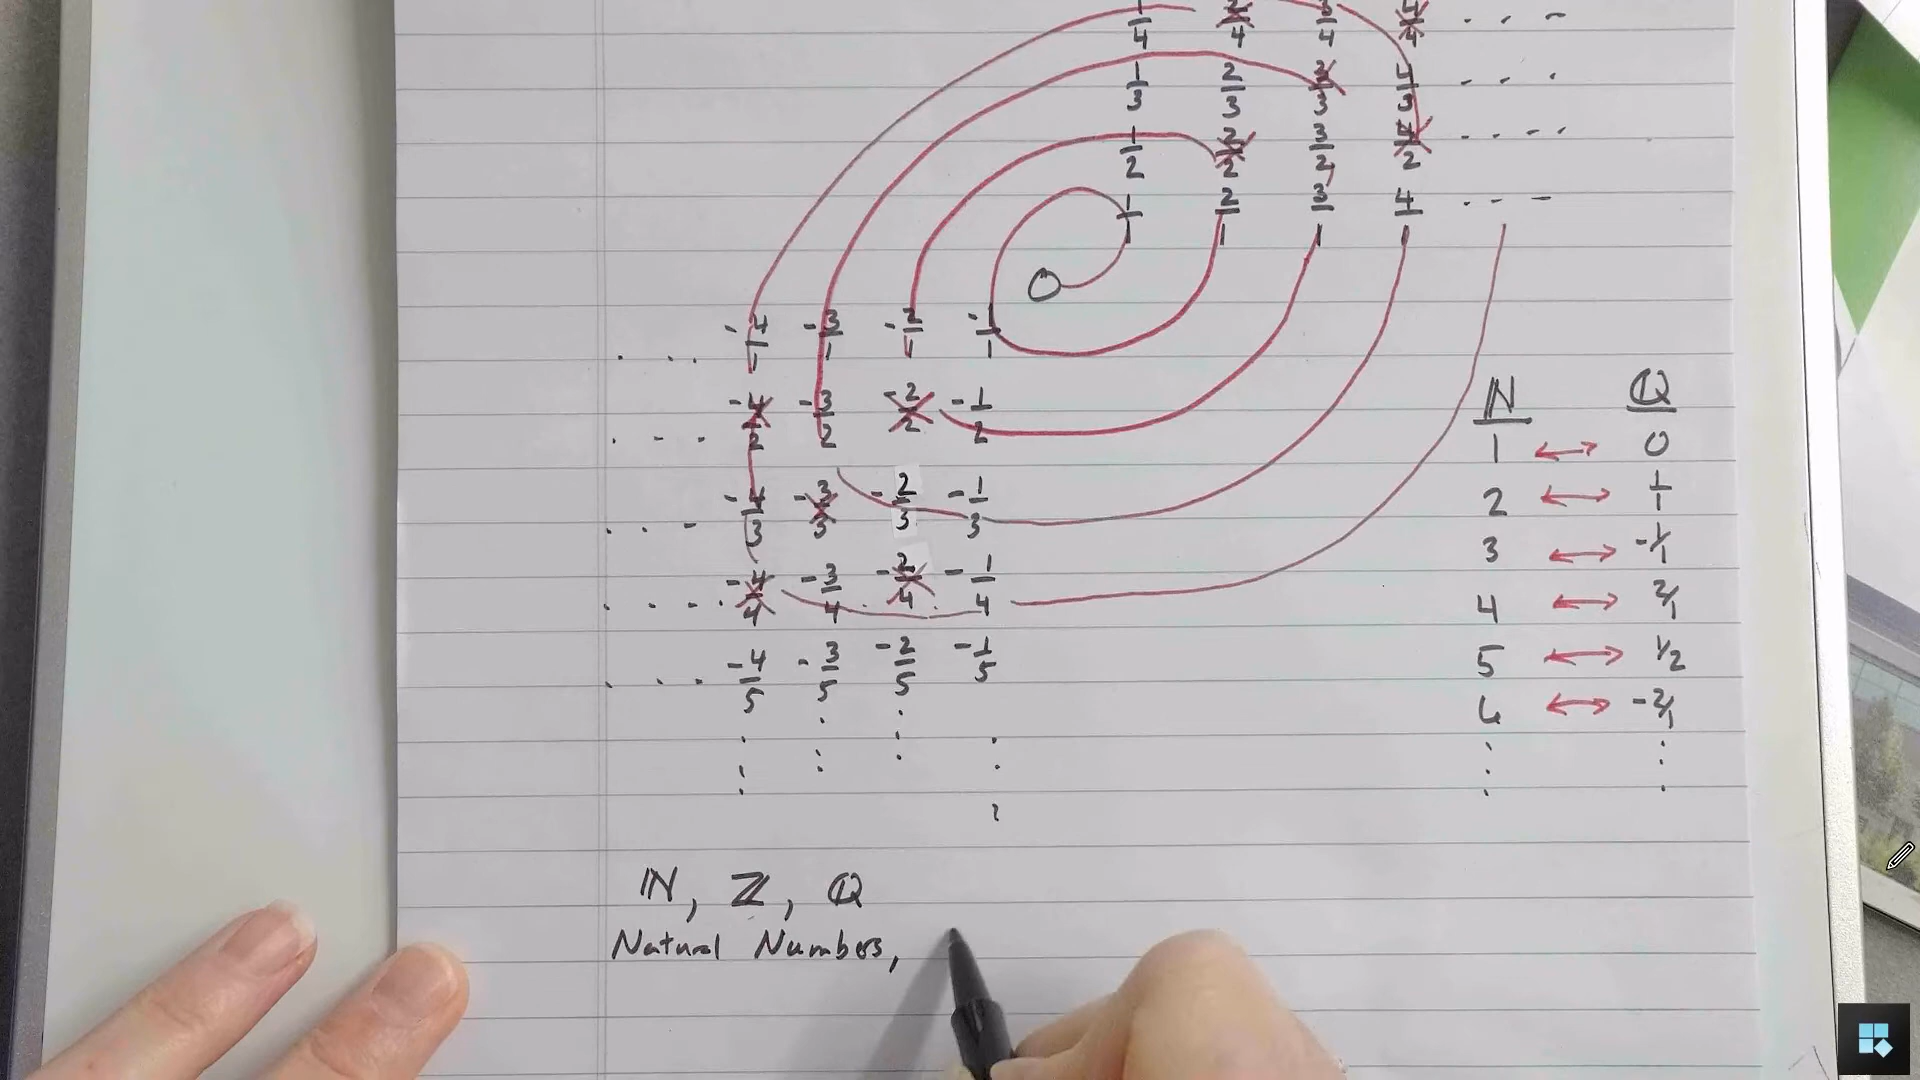 1/4 2/4 3/4 4/4 . . .
1/3 2/3 3/3 4/3 . . .
1/2 2/2 3/2 4/2 . . . .
1/1 2/1 3/1 4/1 . . .
0
. . . -4/1 -3/1 -2/1 -1/1
. . . -4/2 -3/2 -2/2 -1/2
. . . -4/3 -3/3 -2/3 -1/3
. . . . -4/4 -3/4 -2/4 -1/4
. . . -4/5 -3/5 -2/5 -1/5
ℕ ℚ
1 ↔ 0
2 ↔ 1/1
3 ↔ -1/1
4 ↔ 2/1
5 ↔ 1/2
6 ↔ -2/1
ℕ, ℤ, ℚ
Natural Numbers,